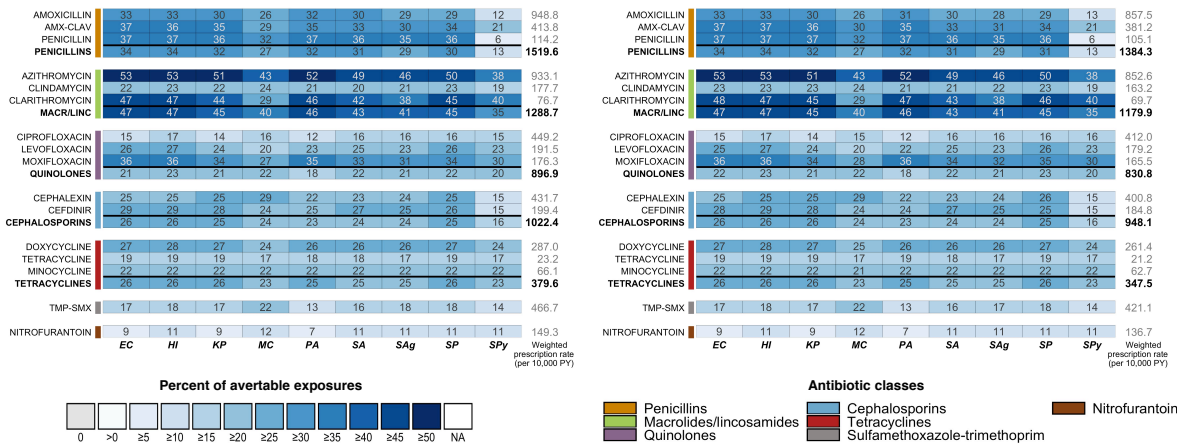 AMOXICILLIN 33 33 30 26 32 30 29 29 12 948.8
AMX-CLAV 37 36 35 29 35 33 30 34 21 413.8
PENICILLIN 37 37 36 32 37 36 35 36 6 114.2
PENICILLINS 34 34 32 27 32 31 29 30 13 1519.6
AZITHROMYCIN 53 53 51 43 52 49 46 50 38 933.1
CLINDAMYCIN 22 23 22 24 21 20 21 23 19 177.7
CLARITHROMYCIN 47 47 44 29 46 42 38 45 40 76.7
MACR/LINC 47 47 45 40 46 43 41 45 35 1288.7
CIPROFLOXACIN 15 17 14 16 12 16 16 16 15 449.2
LEVOFLOXACIN 26 27 24 20 23 25 23 26 23 191.5
MOXIFLOXACIN 36 36 34 27 35 33 31 34 30 176.3
QUINOLONES 21 23 21 22 18 22 21 22 20 896.9
CEPHALEXIN 25 25 25 29 22 23 24 25 15 431.7
CEFDINIR 29 29 28 24 25 27 25 26 15 199.4
CEPHALOSPORINS 26 26 25 24 23 24 24 25 16 1022.4
DOXYCYCLINE 27 28 27 24 26 26 26 27 24 287.0
TETRACYCLINE 19 19 19 17 18 18 17 19 17 23.2
MINOCYCLINE 22 22 22 22 22 22 22 22 22 66.1
TETRACYCLINES 26 26 26 23 25 25 25 26 23 379.6
TMP-SMX 17 18 17 22 13 16 18 18 14 466.7
NITROFURANTOIN 9 11 9 12 7 11 11 11 11 149.3
EC HI KP MC PA SA SAg SP SPy Weighted
prescription rate
(per 10,000 PY)
AMOXICILLIN 33 33 30 26 31 30 28 29 13 857.5
AMX-CLAV 37 36 36 30 35 33 31 34 21 381.2
PENICILLIN 37 37 36 32 37 36 35 36 6 105.1
PENICILLINS 34 34 32 27 32 31 29 31 13 1384.3
AZITHROMYCIN 53 53 51 43 52 49 46 50 38 852.6
CLINDAMYCIN 23 23 23 24 21 21 22 23 19 163.2
CLARITHROMYCIN 48 47 45 29 47 43 38 46 40 69.7
MACR/LINC 47 47 45 40 46 43 41 45 35 1179.9
CIPROFLOXACIN 15 17 14 15 12 16 16 16 15 412.0
LEVOFLOXACIN 26 27 24 20 22 25 23 26 23 179.2
MOXIFLOXACIN 36 36 34 28 36 34 32 35 30 165.5
QUINOLONES 21 23 21 22 18 22 21 22 20 830.8
CEPHALEXIN 25 25 25 29 22 23 24 25 15 400.8
CEFDINIR 28 29 28 24 24 27 25 25 15 184.8
CEPHALOSPORINS 26 26 26 24 23 24 24 25 16 948.1
DOXYCYCLINE 27 28 27 25 26 26 26 27 24 261.4
TETRACYCLINE 19 19 19 17 18 18 17 19 17 21.2
MINOCYCLINE 22 22 22 21 22 22 22 22 22 62.7
TETRACYCLINES 26 26 26 23 25 25 25 26 23 347.5
TMP-SMX 17 18 17 22 13 16 17 18 14 421.1
NITROFURANTOIN 9 11 9 12 7 11 11 11 11 136.7
EC HI KP MC PA SA SAg SP SPy Weighted
prescription rate
(per 10,000 PY)
Percent of avertable exposures
0 >0 ≥5 ≥10 ≥15 ≥20 ≥25 ≥30 ≥35 ≥40 ≥45 ≥50 NA
Antibiotic classes
Penicillins Cephalosporins Nitrofurantoin
Macrolides/lincosamides Tetracyclines
Quinolones Sulfamethoxazole-trimethoprim